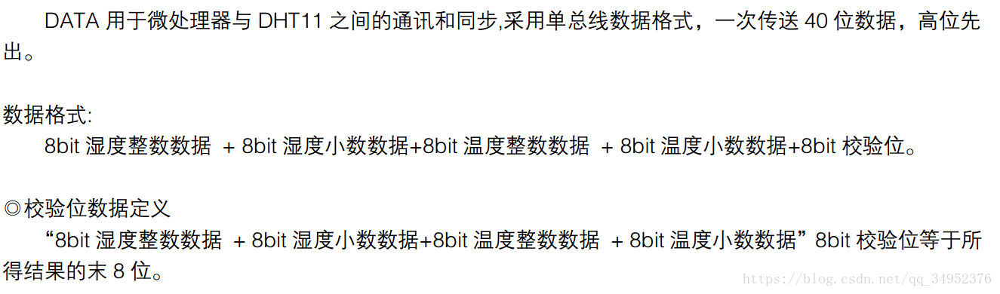 DATA 用于微处理器与 DHT11 之间的通讯和同步,采用单总线数据格式，一次传送 40 位数据，高位先
出。
数据格式:
8bit 湿度整数数据 + 8bit 湿度小数数据+8bit 温度整数数据 + 8bit 温度小数数据+8bit 校验位。
◎校验位数据定义
“8bit 湿度整数数据 + 8bit 湿度小数数据+8bit 温度整数数据 + 8bit 温度小数数据”8bit 校验位等于所
得结果的末 8 位。
https://blog.csdn.net/qq_34952376